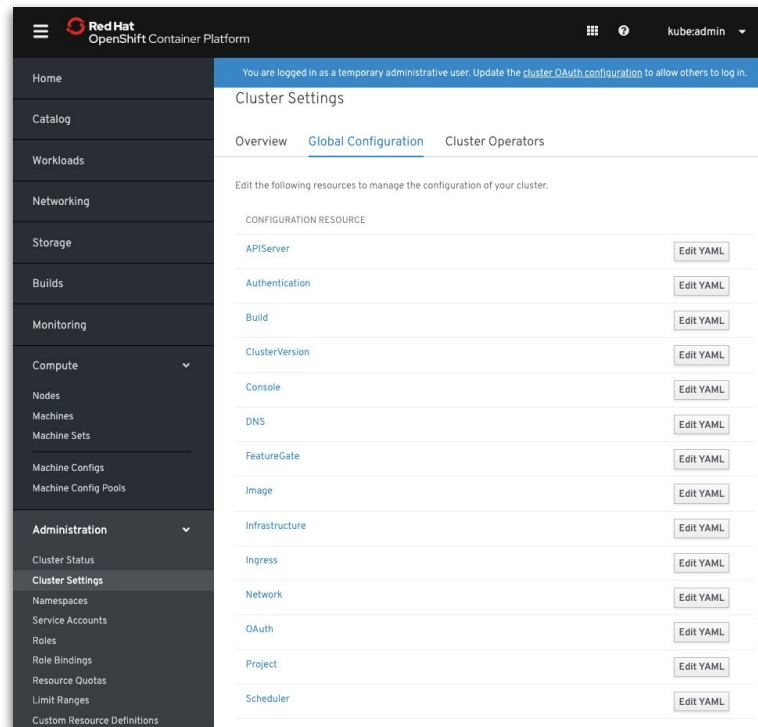 Red Hat
OpenShift Container Platform
kube:admin
Home
Catalog
Workloads
Networking
Storage
Builds
Monitoring
Compute
Nodes
Machines
Machine Sets
Machine Configs
Machine Config Pools
Administration
Cluster Status
Cluster Settings
Namespaces
Service Accounts
Roles
Role Bindings
Resource Quotas
Limit Ranges
Custom Resource Definitions
You are logged in as a temporary administrative user. Update the cluster OAuth configuration to allow others to log in.
Cluster Settings
Overview Global Configuration Cluster Operators
Edit the following resources to manage the configuration of your cluster.
CONFIGURATION RESOURCE
APIServer Edit YAML
Authentication Edit YAML
Build Edit YAML
ClusterVersion Edit YAML
Console Edit YAML
DNS Edit YAML
FeatureGate Edit YAML
Image Edit YAML
Infrastructure Edit YAML
Ingress Edit YAML
Network Edit YAML
OAuth Edit YAML
Project Edit YAML
Scheduler Edit YAML